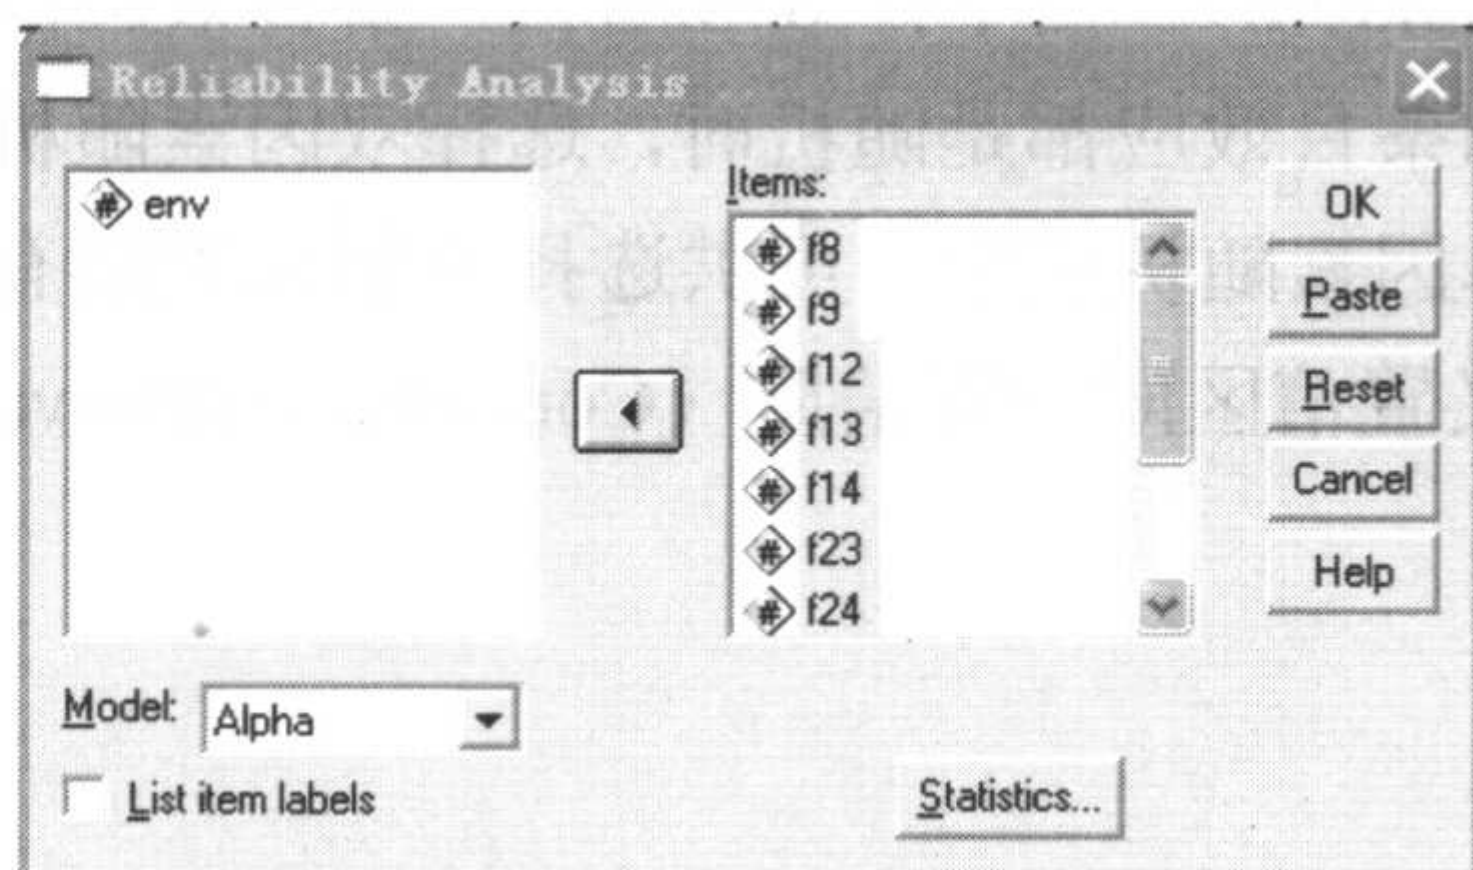 Reliability Analysis
env
Items:
f8
f9
f12
f13
f14
f23
f24
OK
Paste
Reset
Cancel
Help
Model:
Alpha
List item labels
Statistics...